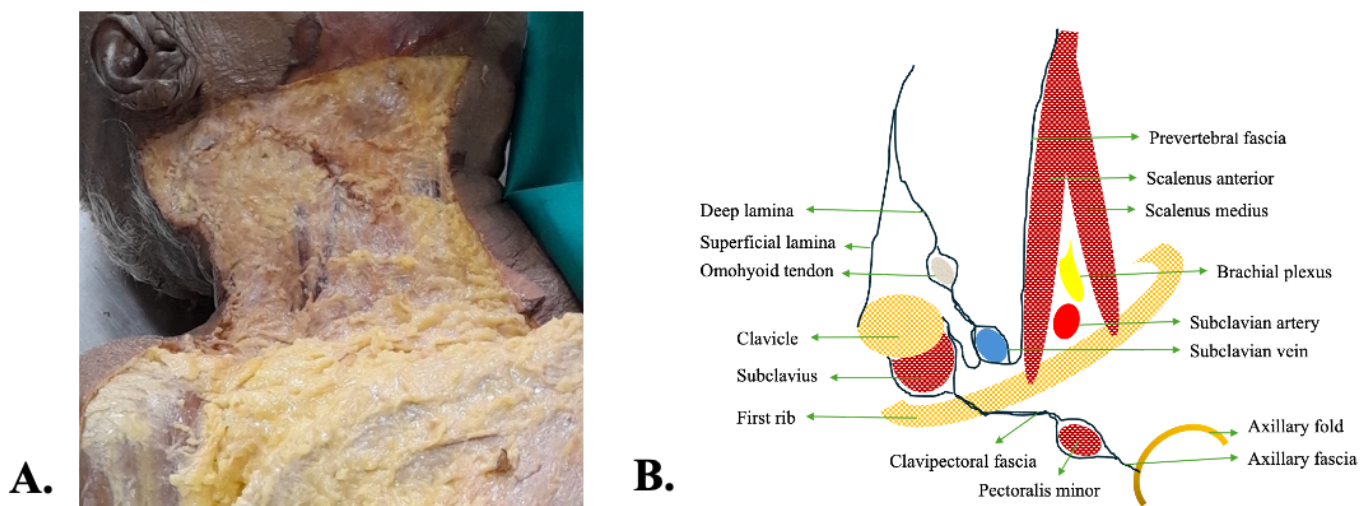 A.
B.
Deep lamina
Superficial lamina
Omohyoid tendon
Clavicle
Subclavius
First rib
Prevertebral fascia
Scalenus anterior
Scalenus medius
Brachial plexus
Subclavian artery
Subclavian vein
Clavipectoral fascia
Pectoralis minor
Axillary fold
Axillary fascia